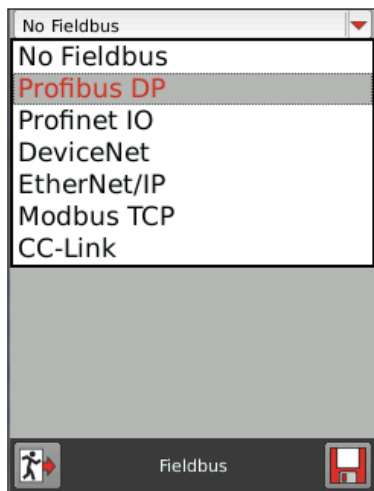 No Fieldbus
No Fieldbus
Profibus DP
Profinet IO
DeviceNet
EtherNet/IP
Modbus TCP
CC-Link
Fieldbus